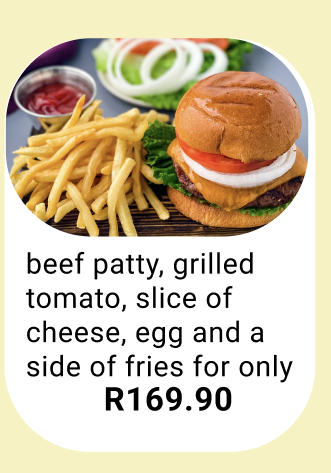 beef patty, grilled
tomato, slice of
cheese, egg and a
side of fries for only
R169.90